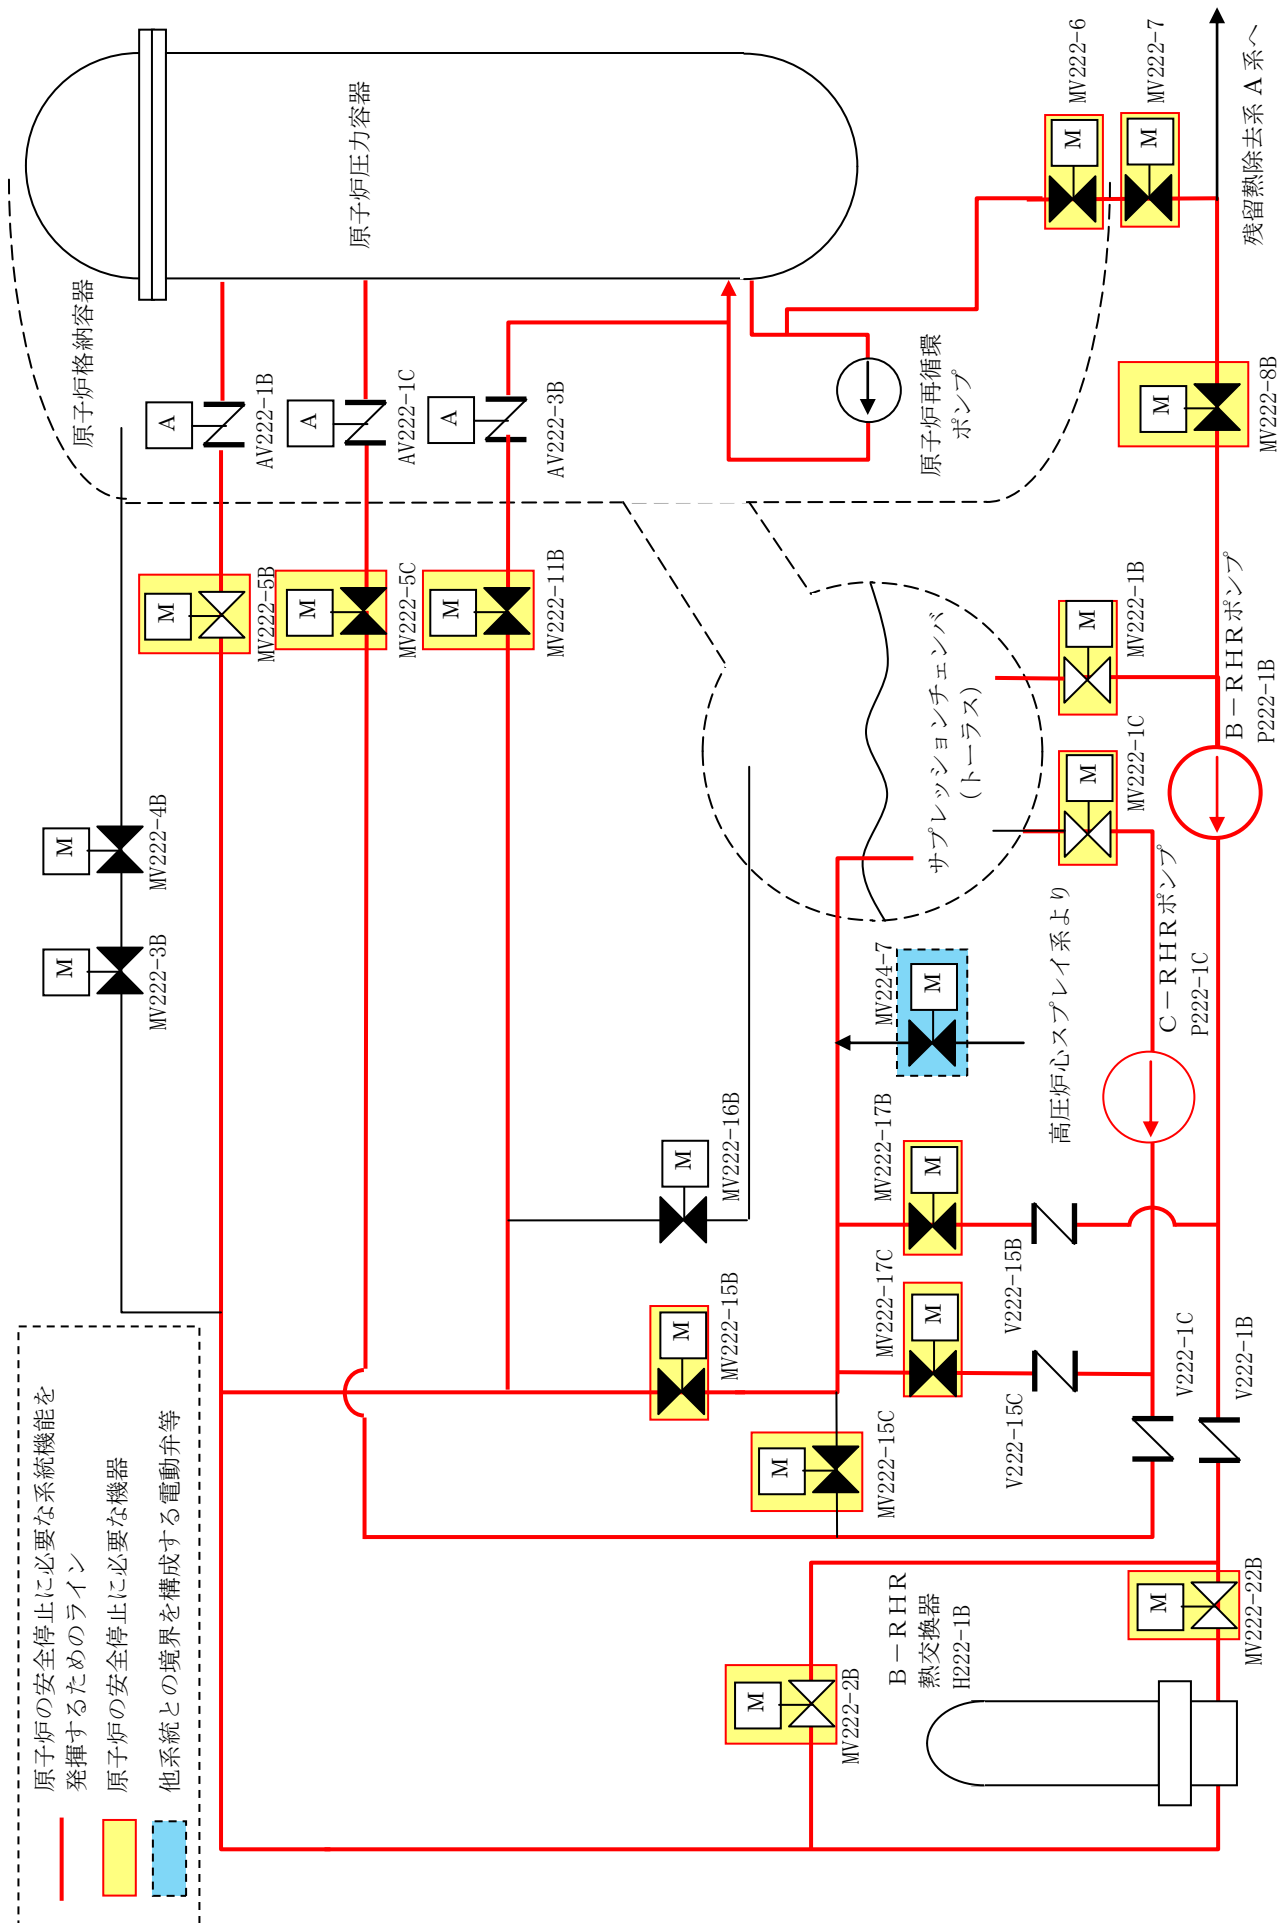 原子炉の安全停止に必要な系統機能を
発揮するためのライン
原子炉の安全停止に必要な機器
他系統との境界を構成する電動弁等
原子炉格納容器
原子炉圧力容器
M
MV222-3B
M
MV222-4B
M
MV222-5B
A
AV222-1B
M
MV222-5C
A
AV222-1C
M
MV222-11B
A
AV222-3B
原子炉再循環
ポンプ
M
MV222-6
M
MV222-7
残留熱除去系 A 系へ
M
MV222-8B
M
MV222-16B
M
MV222-15B
M
MV222-15C
サプレッションチェンバ
(トーラス)
M
MV224-7
高圧炉心スプレイ系より
M
MV222-17B
M
MV222-17C
V222-15B
V222-15C
M
MV222-1C
M
MV222-1B
B-RHRポンプ
P222-1B
C-RHRポンプ
P222-1C
V222-1C
V222-1B
M
MV222-2B
B-RHR
熱交換器
H222-1B
M
MV222-22B